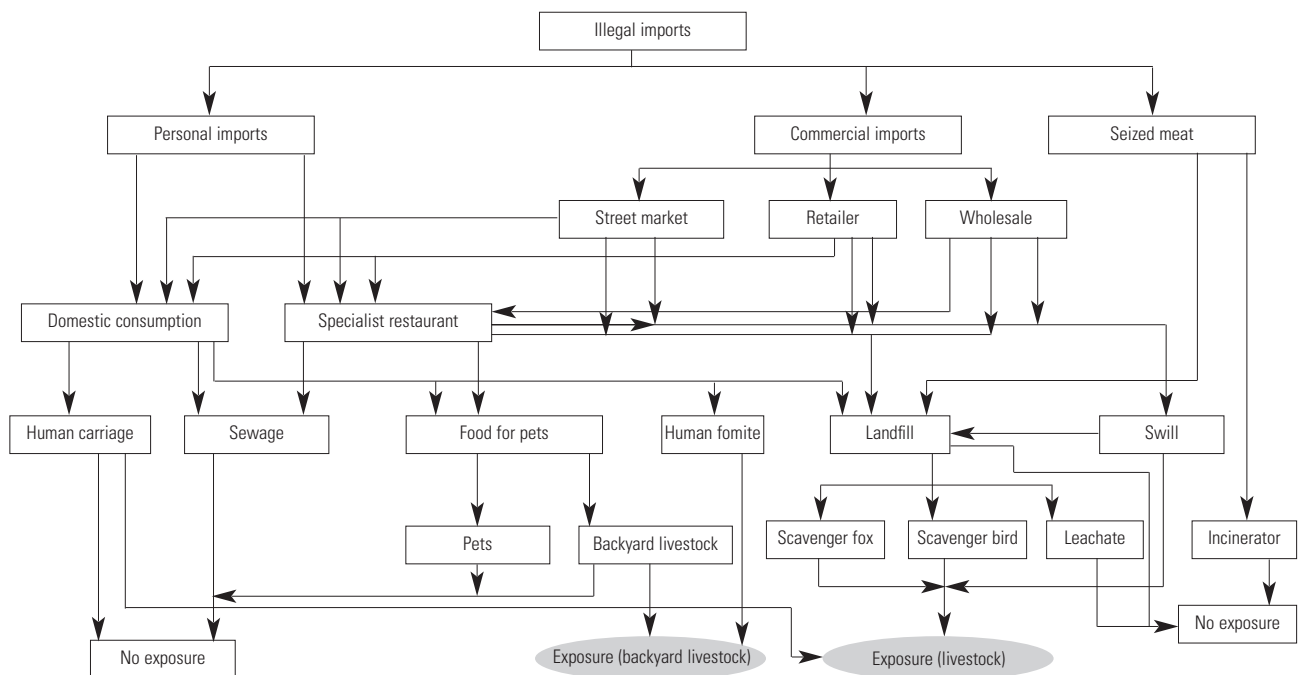 Illegal imports
Personal imports
Commercial imports
Seized meat
Street market
Retailer
Wholesale
Domestic consumption
Specialist restaurant
Human carriage
Sewage
Food for pets
Human fomite
Landfill
Swill
Pets
Backyard livestock
Scavenger fox
Scavenger bird
Leachate
Incinerator
No exposure
No exposure
Exposure (backyard livestock)
Exposure (livestock)